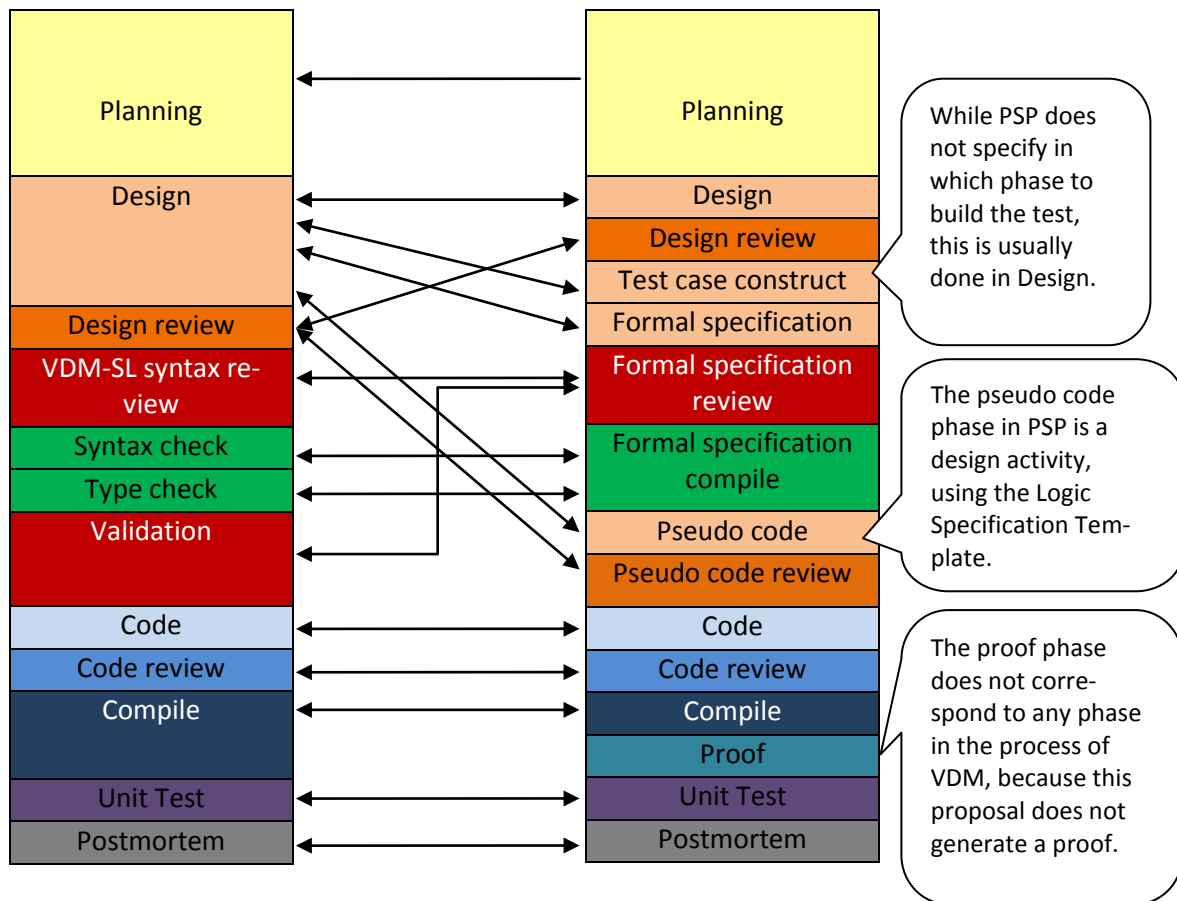 Planning
Design
Design review
VDM-SL syntax re-
view
Syntax check
Type check
Validation
Code
Code review
Compile
Unit Test
Postmortem
Planning
Design
Design review
Test case construct
Formal specification
Formal specification
review
Formal specification
compile
Pseudo code
Pseudo code review
Code
Code review
Compile
Proof
Unit Test
Postmortem
While PSP does
not specify in
which phase to
build the test,
this is usually
done in Design.
The pseudo code
phase in PSP is a
design activity,
using the Logic
Specification Tem-
plate.
The proof phase
does not corre-
spond to any phase
in the process of
VDM, because this
proposal does not
generate a proof.